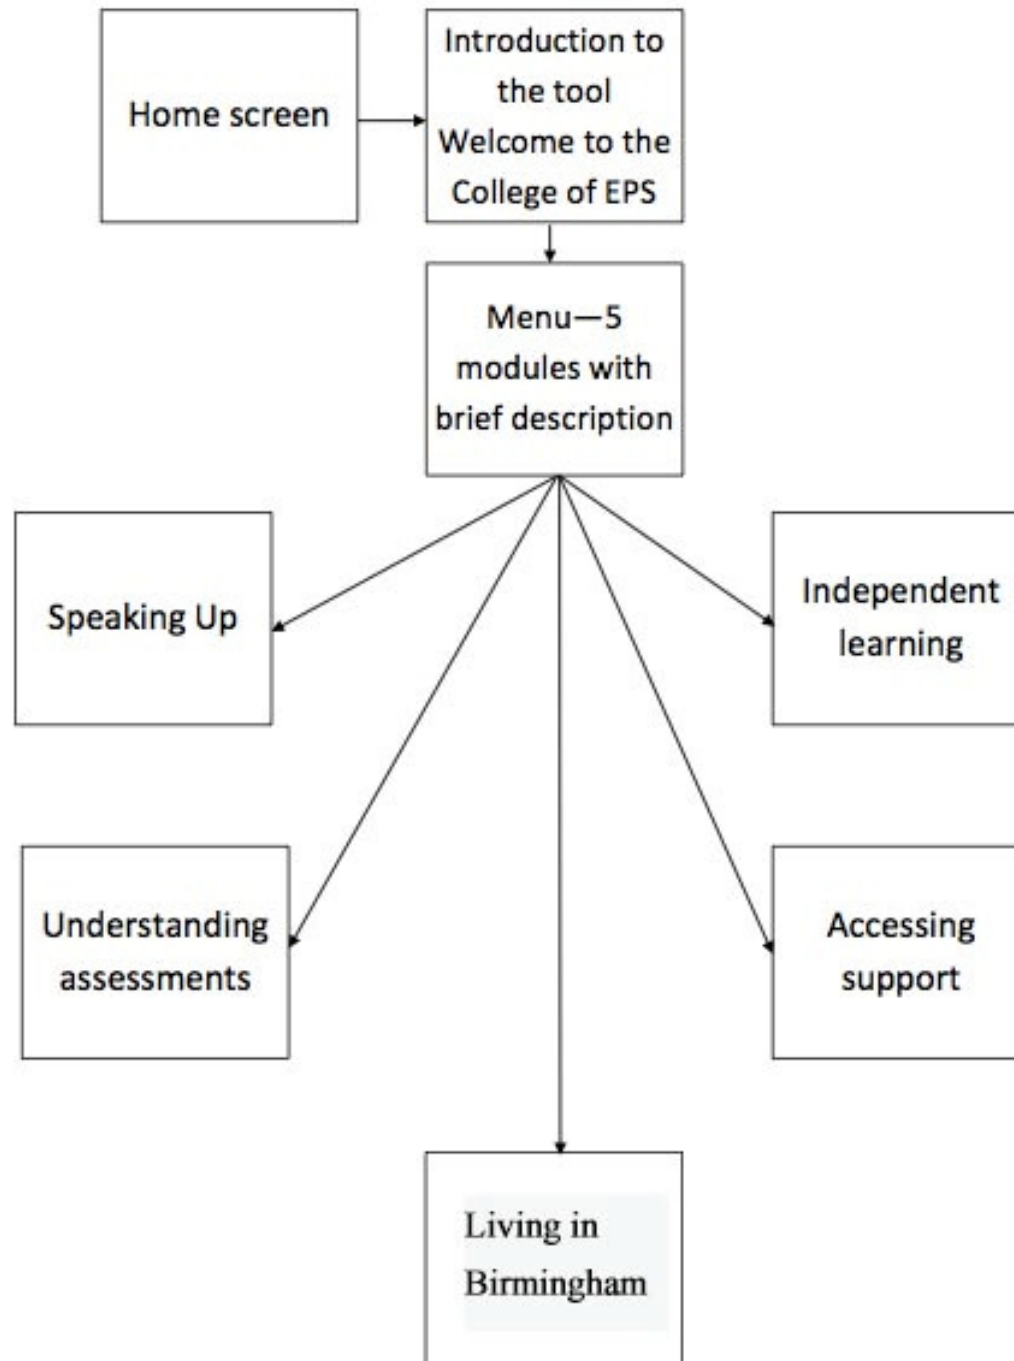 Home screen
Introduction to
the tool
Welcome to the
College of EPS
Menu—5
modules with
brief description
Speaking Up
Independent
learning
Understanding
assessments
Accessing
support
Living in
Birmingham